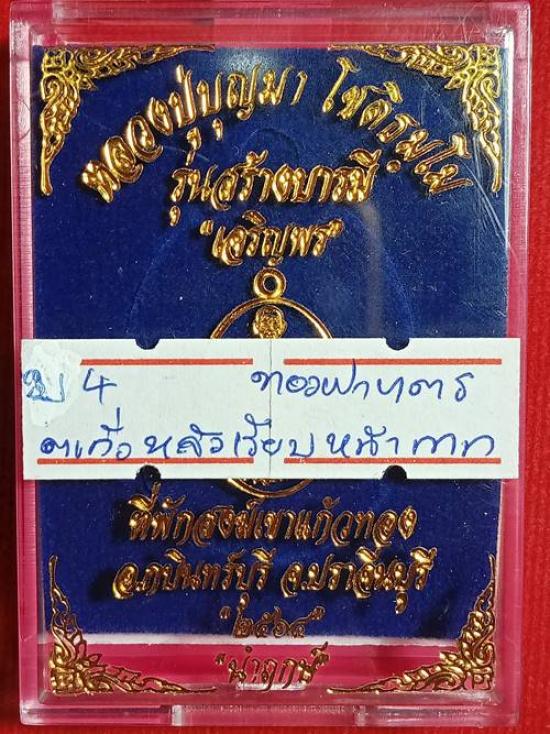 หลวงปู่บุญมา โชติธมฺโม
รุ่นสร้างบารมี
"เจริญพร"
4 ทองฝาบาตร
หลังเรียบ หน้ากาก
ที่พักสงฆ์เขาแก้วทอง
อ.กบินทร์บุรี จ.ปราจีนบุรี
"๒๕๖๔"
"นำฤกษ์"